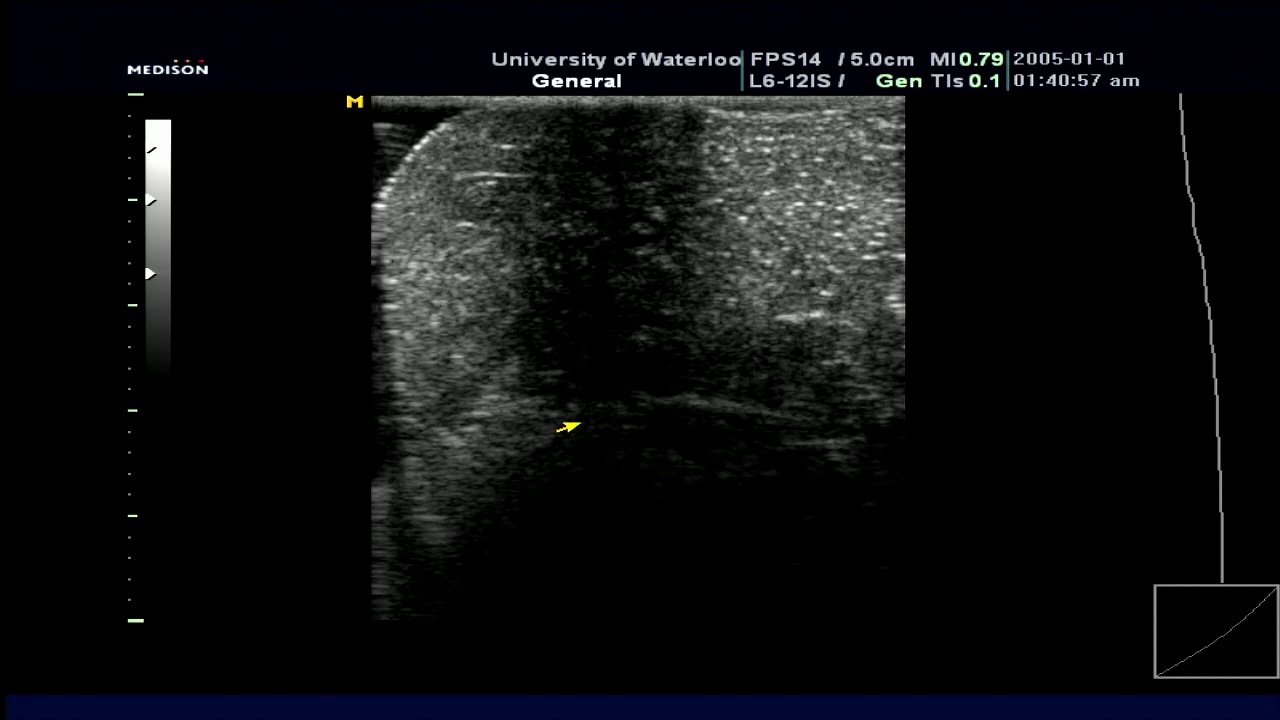 MEDISON
University of Waterloo FPS14 / 5.0cm MI 0.79 2005-01-01
General L6-12IS / Gen TIs 0.1 01:40:57 am
M